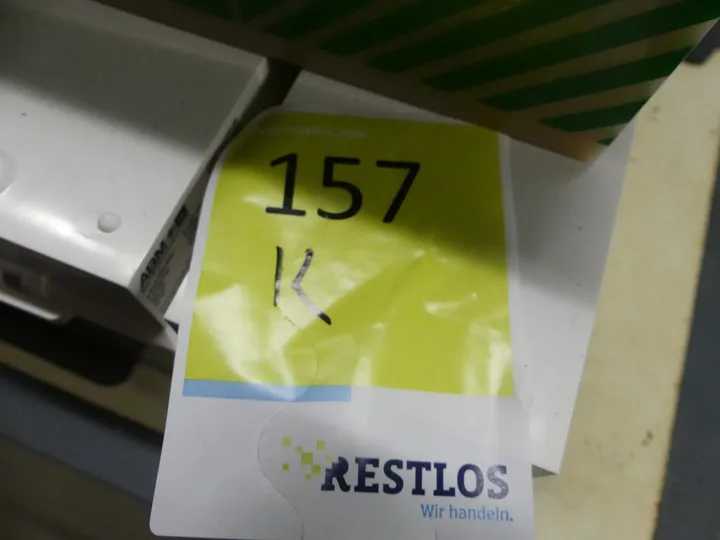 157
K
RESTLOS
Wir handeln.